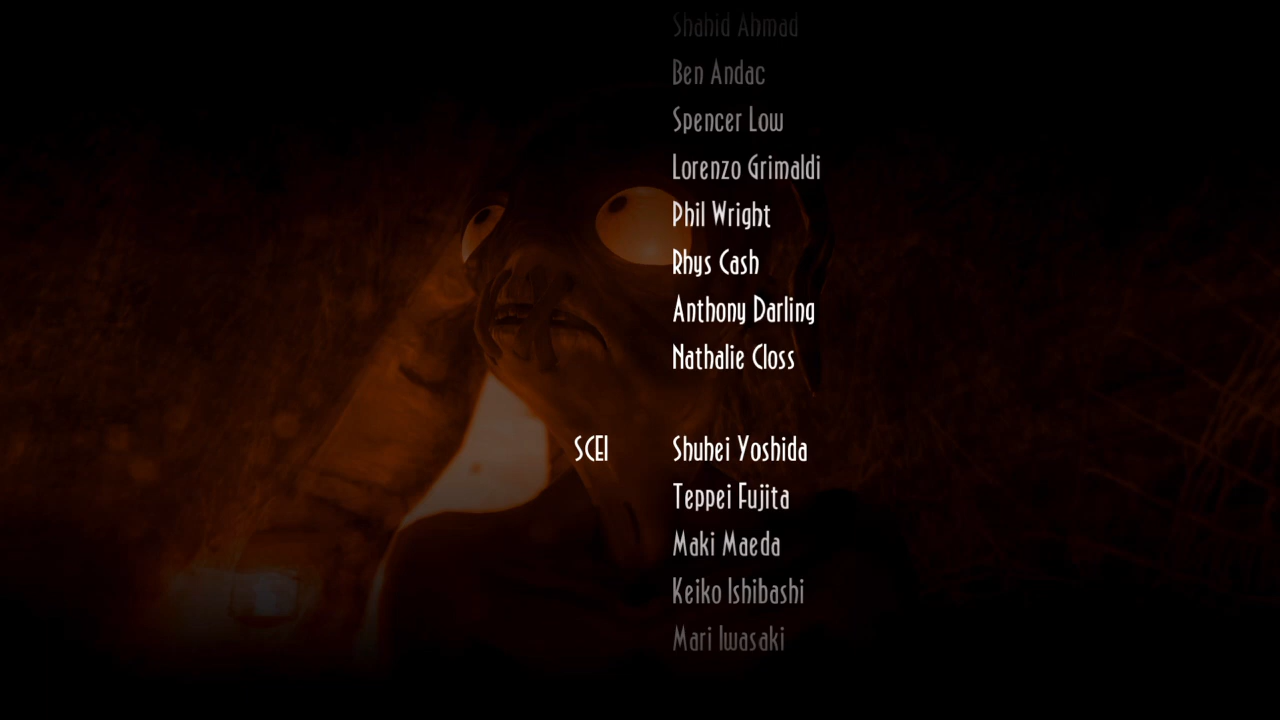 Shahid Ahmad
Ben Andac
Spencer Low
Lorenzo Grimaldi
Phil Wright
Rhys Cash
Anthony Darling
Nathalie Closs
SCEI Shuhei Yoshida
Teppei Fujita
Maki Maeda
Keiko Ishibashi
Mari Iwasaki